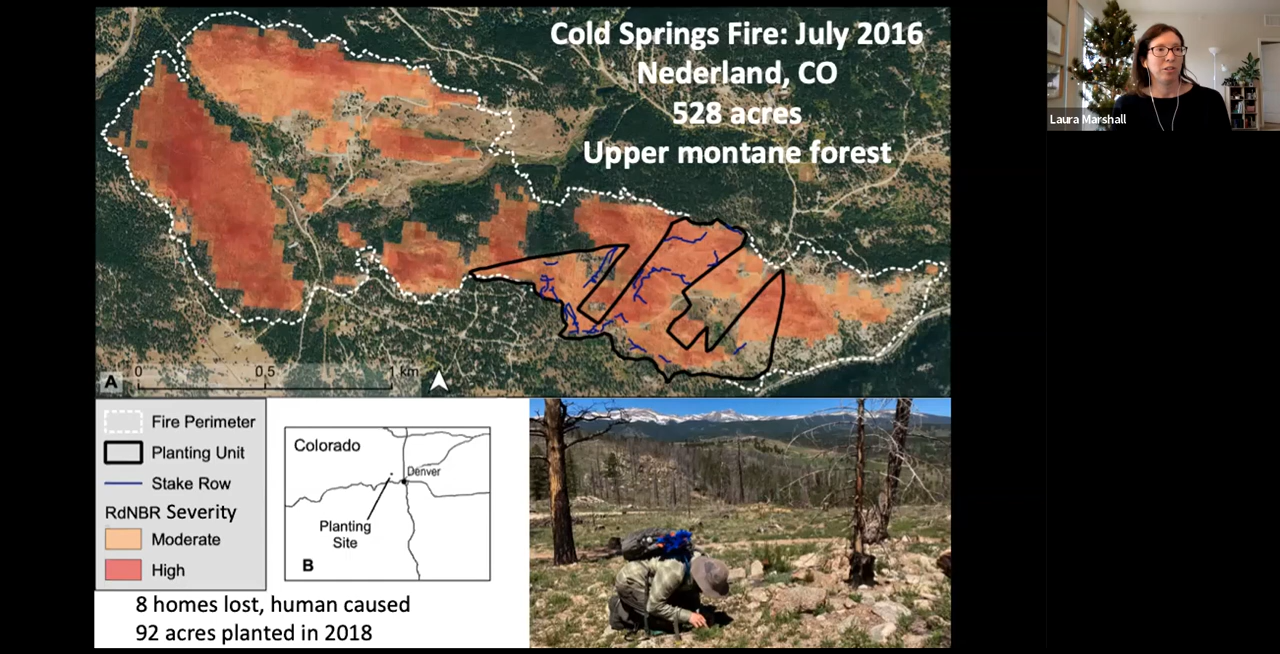 Cold Springs Fire: July 2016
Nederland, CO
528 acres
Upper montane forest
Laura Marshall
A
0
0.5
1 km
Fire Perimeter
Planting Unit
Stake Row
RdNBR Severity
Moderate
High
Colorado
Denver
Planting
Site
B
8 homes lost, human caused
92 acres planted in 2018